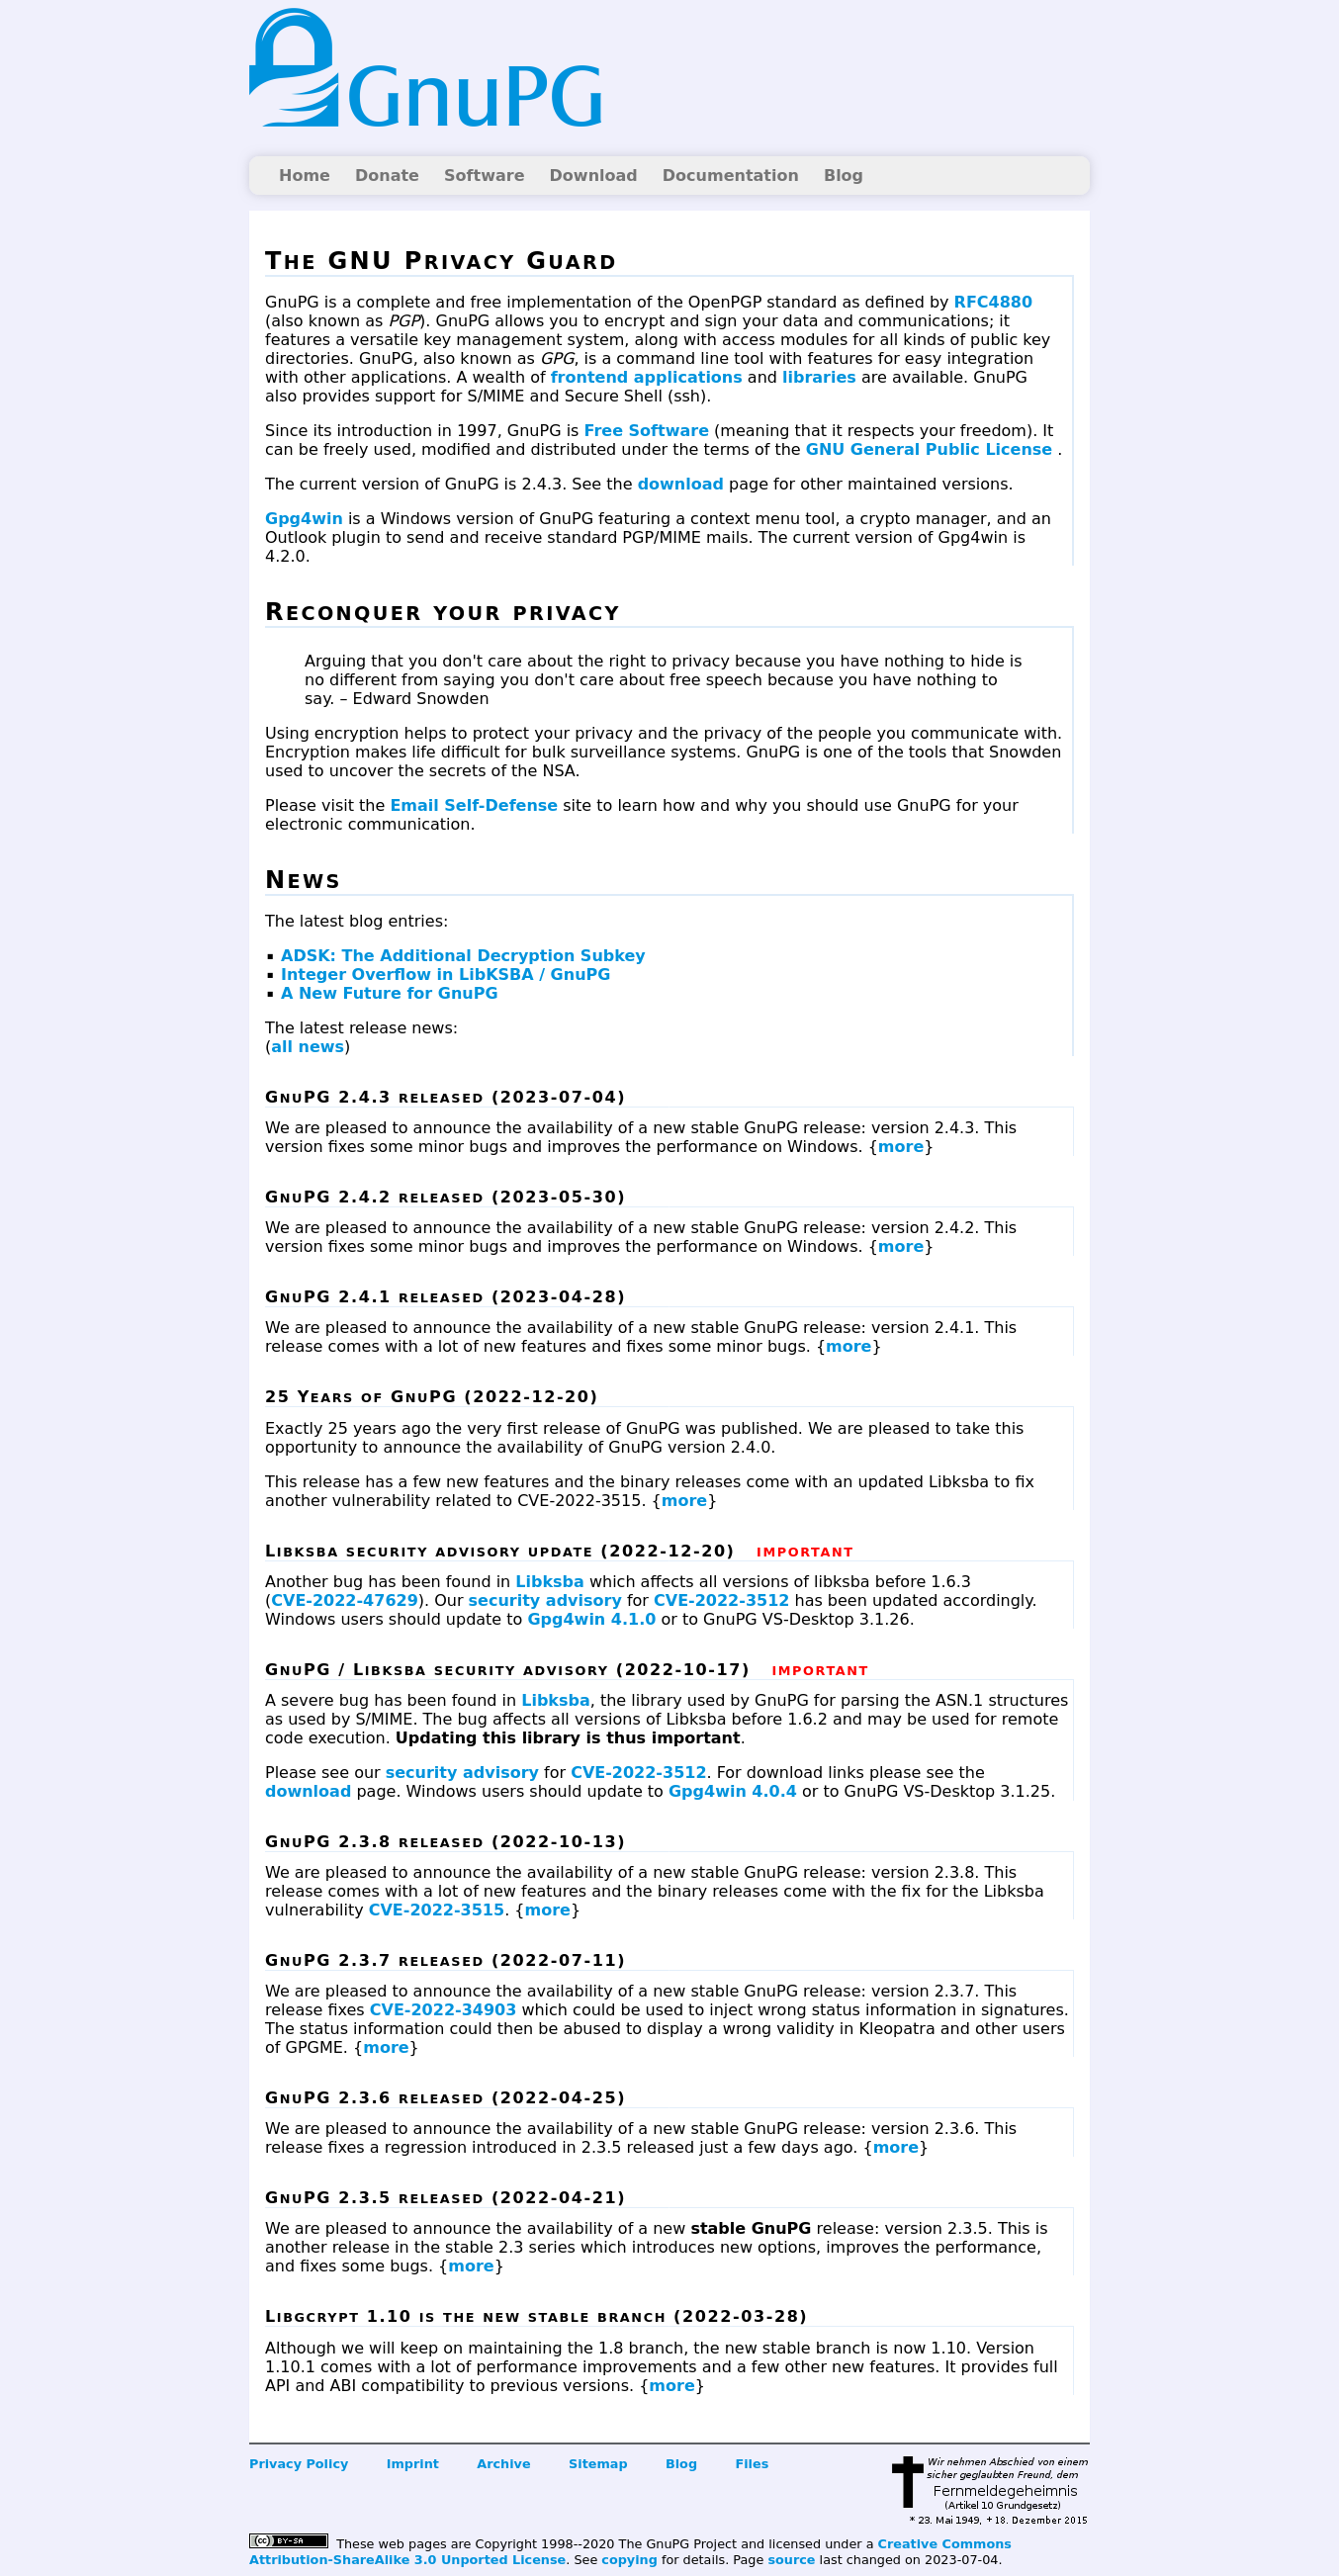 GnuPG
Home Donate Software Download Documentation Blog
The GNU Privacy Guard
GnuPG is a complete and free implementation of the OpenPGP standard as defined by RFC4880
(also known as PGP). GnuPG allows you to encrypt and sign your data and communications; it
features a versatile key management system, along with access modules for all kinds of public key
directories. GnuPG, also known as GPG, is a command line tool with features for easy integration
with other applications. A wealth of frontend applications and libraries are available. GnuPG
also provides support for S/MIME and Secure Shell (ssh).
Since its introduction in 1997, GnuPG is Free Software (meaning that it respects your freedom). It
can be freely used, modified and distributed under the terms of the GNU General Public License .
The current version of GnuPG is 2.4.3. See the download page for other maintained versions.
Gpg4win is a Windows version of GnuPG featuring a context menu tool, a crypto manager, and an
Outlook plugin to send and receive standard PGP/MIME mails. The current version of Gpg4win is
4.2.0.
Reconquer your privacy
Arguing that you don't care about the right to privacy because you have nothing to hide is
no different from saying you don't care about free speech because you have nothing to
say. – Edward Snowden
Using encryption helps to protect your privacy and the privacy of the people you communicate with.
Encryption makes life difficult for bulk surveillance systems. GnuPG is one of the tools that Snowden
used to uncover the secrets of the NSA.
Please visit the Email Self-Defense site to learn how and why you should use GnuPG for your
electronic communication.
News
The latest blog entries:
▪ ADSK: The Additional Decryption Subkey
▪ Integer Overflow in LibKSBA / GnuPG
▪ A New Future for GnuPG
The latest release news:
(all news)
GnuPG 2.4.3 released (2023-07-04)
We are pleased to announce the availability of a new stable GnuPG release: version 2.4.3. This
version fixes some minor bugs and improves the performance on Windows. {more}
GnuPG 2.4.2 released (2023-05-30)
We are pleased to announce the availability of a new stable GnuPG release: version 2.4.2. This
version fixes some minor bugs and improves the performance on Windows. {more}
GnuPG 2.4.1 released (2023-04-28)
We are pleased to announce the availability of a new stable GnuPG release: version 2.4.1. This
release comes with a lot of new features and fixes some minor bugs. {more}
25 Years of GnuPG (2022-12-20)
Exactly 25 years ago the very first release of GnuPG was published. We are pleased to take this
opportunity to announce the availability of GnuPG version 2.4.0.
This release has a few new features and the binary releases come with an updated Libksba to fix
another vulnerability related to CVE-2022-3515. {more}
Libksba security advisory update (2022-12-20) important
Another bug has been found in Libksba which affects all versions of libksba before 1.6.3
(CVE-2022-47629). Our security advisory for CVE-2022-3512 has been updated accordingly.
Windows users should update to Gpg4win 4.1.0 or to GnuPG VS-Desktop 3.1.26.
GnuPG / Libksba security advisory (2022-10-17) important
A severe bug has been found in Libksba, the library used by GnuPG for parsing the ASN.1 structures
as used by S/MIME. The bug affects all versions of Libksba before 1.6.2 and may be used for remote
code execution. Updating this library is thus important.
Please see our security advisory for CVE-2022-3512. For download links please see the
download page. Windows users should update to Gpg4win 4.0.4 or to GnuPG VS-Desktop 3.1.25.
GnuPG 2.3.8 released (2022-10-13)
We are pleased to announce the availability of a new stable GnuPG release: version 2.3.8. This
release comes with a lot of new features and the binary releases come with the fix for the Libksba
vulnerability CVE-2022-3515. {more}
GnuPG 2.3.7 released (2022-07-11)
We are pleased to announce the availability of a new stable GnuPG release: version 2.3.7. This
release fixes CVE-2022-34903 which could be used to inject wrong status information in signatures.
The status information could then be abused to display a wrong validity in Kleopatra and other users
of GPGME. {more}
GnuPG 2.3.6 released (2022-04-25)
We are pleased to announce the availability of a new stable GnuPG release: version 2.3.6. This
release fixes a regression introduced in 2.3.5 released just a few days ago. {more}
GnuPG 2.3.5 released (2022-04-21)
We are pleased to announce the availability of a new stable GnuPG release: version 2.3.5. This is
another release in the stable 2.3 series which introduces new options, improves the performance,
and fixes some bugs. {more}
Libgcrypt 1.10 is the new stable branch (2022-03-28)
Although we will keep on maintaining the 1.8 branch, the new stable branch is now 1.10. Version
1.10.1 comes with a lot of performance improvements and a few other new features. It provides full
API and ABI compatibility to previous versions. {more}
Privacy Policy Imprint Archive Sitemap Blog Files
Wir nehmen Abschied von einem
sicher geglaubten Freund, dem
Fernmeldegeheimnis
(Artikel 10 Grundgesetz)
* 23. Mai 1949, + 18. Dezember 2015
cc BY-SA These web pages are Copyright 1998--2020 The GnuPG Project and licensed under a Creative Commons
Attribution-ShareAlike 3.0 Unported License. See copying for details. Page source last changed on 2023-07-04.